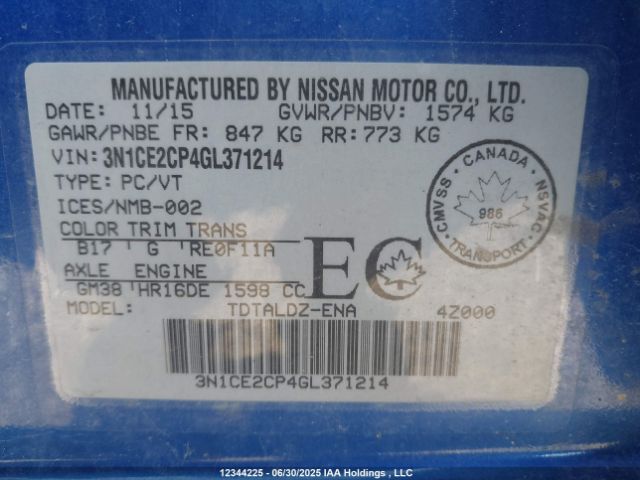 MANUFACTURED BY NISSAN MOTOR CO., LTD.
DATE: 11/15 GVWR/PNBV: 1574 KG
GAWR/PNBE FR: 847 KG RR: 773 KG
VIN: 3N1CE2CP4GL371214
TYPE: PC/VT
ICES/NMB-002
CANADA
CMVSS NSVAC
986
TRANSPORT
COLOR TRIM TRANS
B17 ' G 'RE0F11A
AXLE ENGINE
GM38 'HR16DE 1598 CC
EC
MODEL: TDTALDZ-ENA 4Z000
3N1CE2CP4GL371214
12344225 - 06/30/2025 IAA Holdings , LLC